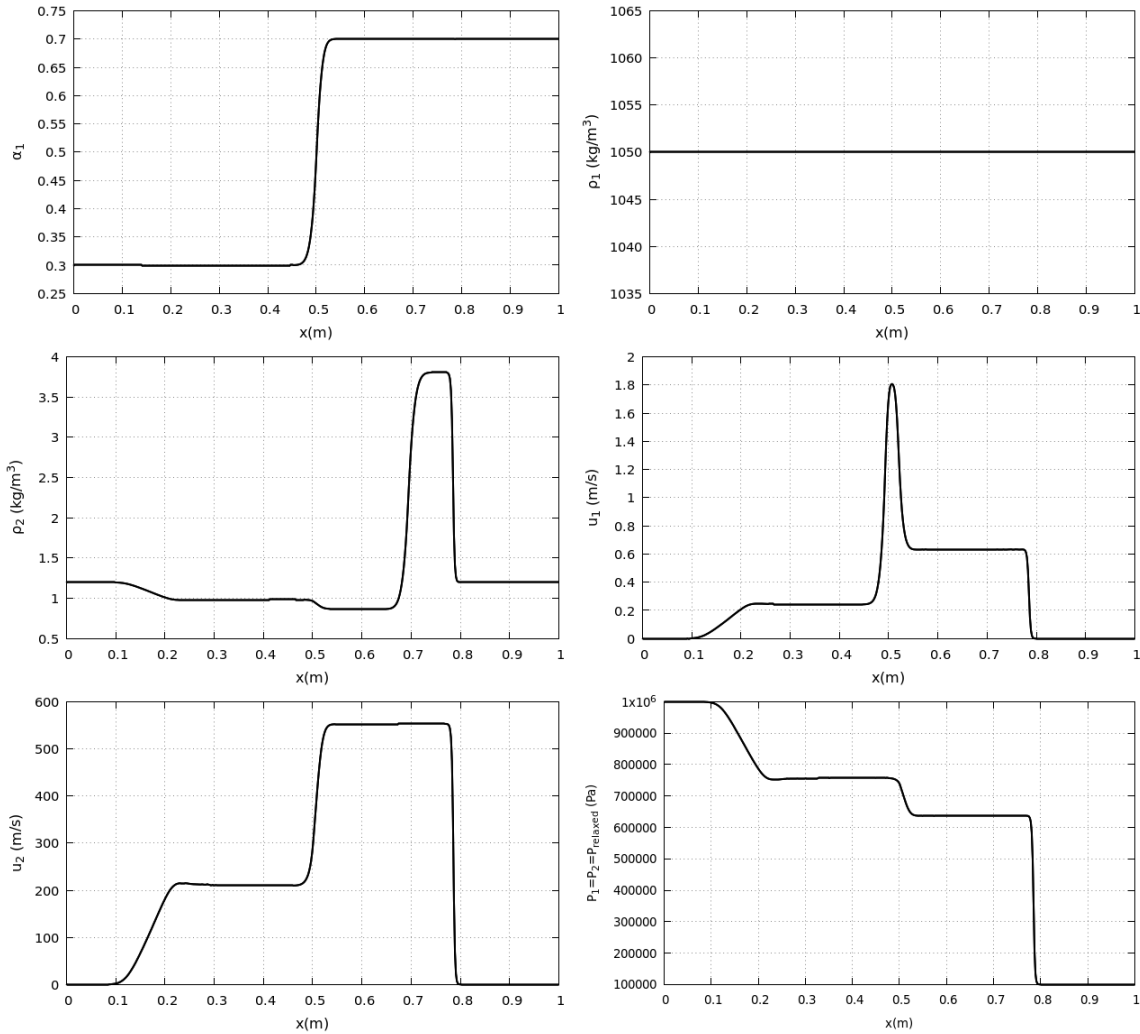 α1
0.75
0.7
0.65
0.6
0.55
0.5
0.45
0.4
0.35
0.3
0.25
0 0.1 0.2 0.3 0.4 0.5 0.6 0.7 0.8 0.9 1
x(m)
ρ1 (kg/m3)
1065
1060
1055
1050
1045
1040
1035
0 0.1 0.2 0.3 0.4 0.5 0.6 0.7 0.8 0.9 1
x(m)
ρ2 (kg/m3)
4
3.5
3
2.5
2
1.5
1
0.5
0 0.1 0.2 0.3 0.4 0.5 0.6 0.7 0.8 0.9 1
x(m)
u1 (m/s)
2
1.8
1.6
1.4
1.2
1
0.8
0.6
0.4
0.2
0
0 0.1 0.2 0.3 0.4 0.5 0.6 0.7 0.8 0.9 1
x(m)
u2 (m/s)
600
500
400
300
200
100
0
0 0.1 0.2 0.3 0.4 0.5 0.6 0.7 0.8 0.9 1
x(m)
P1=P2=Prelaxed (Pa)
1x10^6
900000
800000
700000
600000
500000
400000
300000
200000
100000
0 0.1 0.2 0.3 0.4 0.5 0.6 0.7 0.8 0.9 1
x(m)